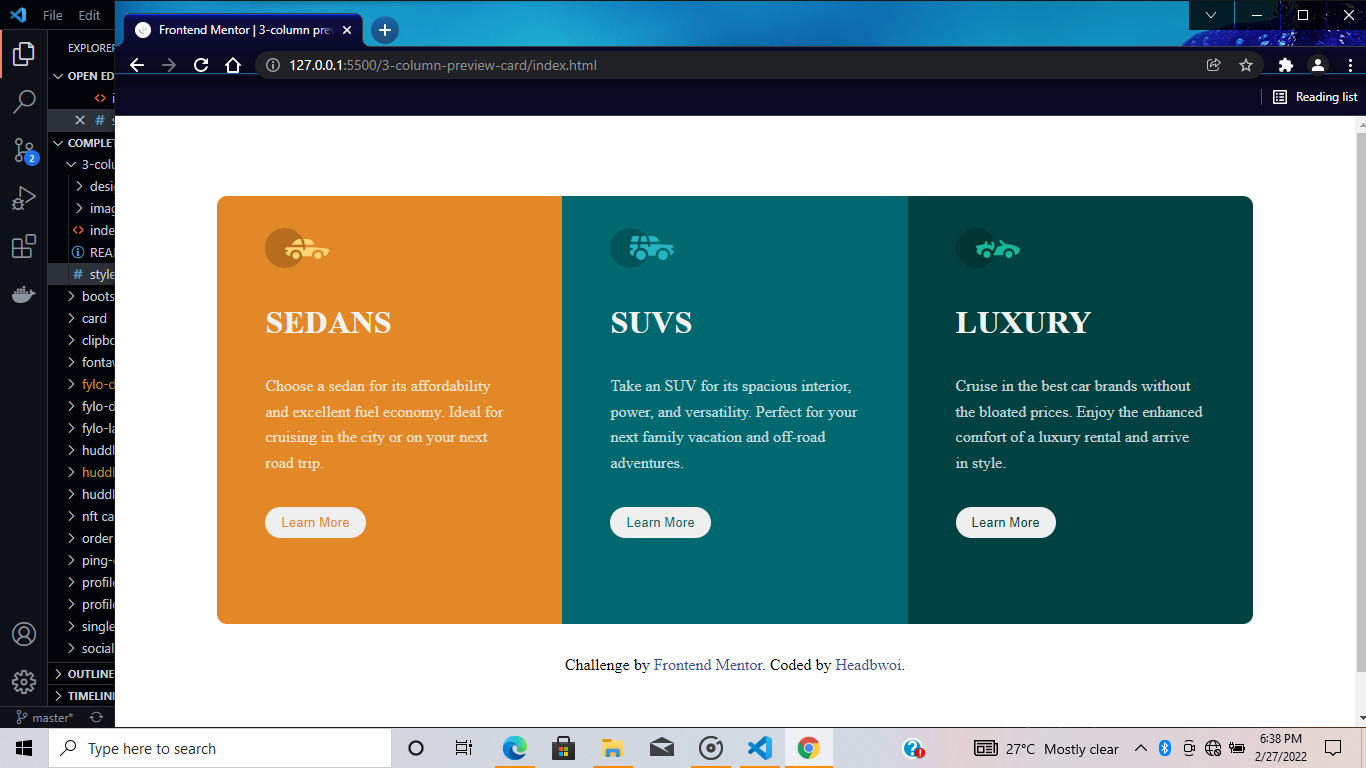 File Edit
Frontend Mentor | 3-column prev
127.0.0.1:5500/3-column-preview-card/index.html
Reading list
EXPLORER
OPEN ED
COMPLET
3-colu
desi
imag
inde
REA
style
boots
card
clipbo
fontaw
fylo-d
fylo-d
fylo-la
huddl
huddl
huddl
nft ca
order-
ping-
profile
profile
single
social
OUTLINE
TIMELINE
master*
2
SEDANS
Choose a sedan for its affordability
and excellent fuel economy. Ideal for
cruising in the city or on your next
road trip.
Learn More
SUVS
Take an SUV for its spacious interior,
power, and versatility. Perfect for your
next family vacation and off-road
adventures.
Learn More
LUXURY
Cruise in the best car brands without
the bloated prices. Enjoy the enhanced
comfort of a luxury rental and arrive
in style.
Learn More
Challenge by Frontend Mentor. Coded by Headbwoi.
Type here to search
27°C Mostly clear
6:38 PM
2/27/2022